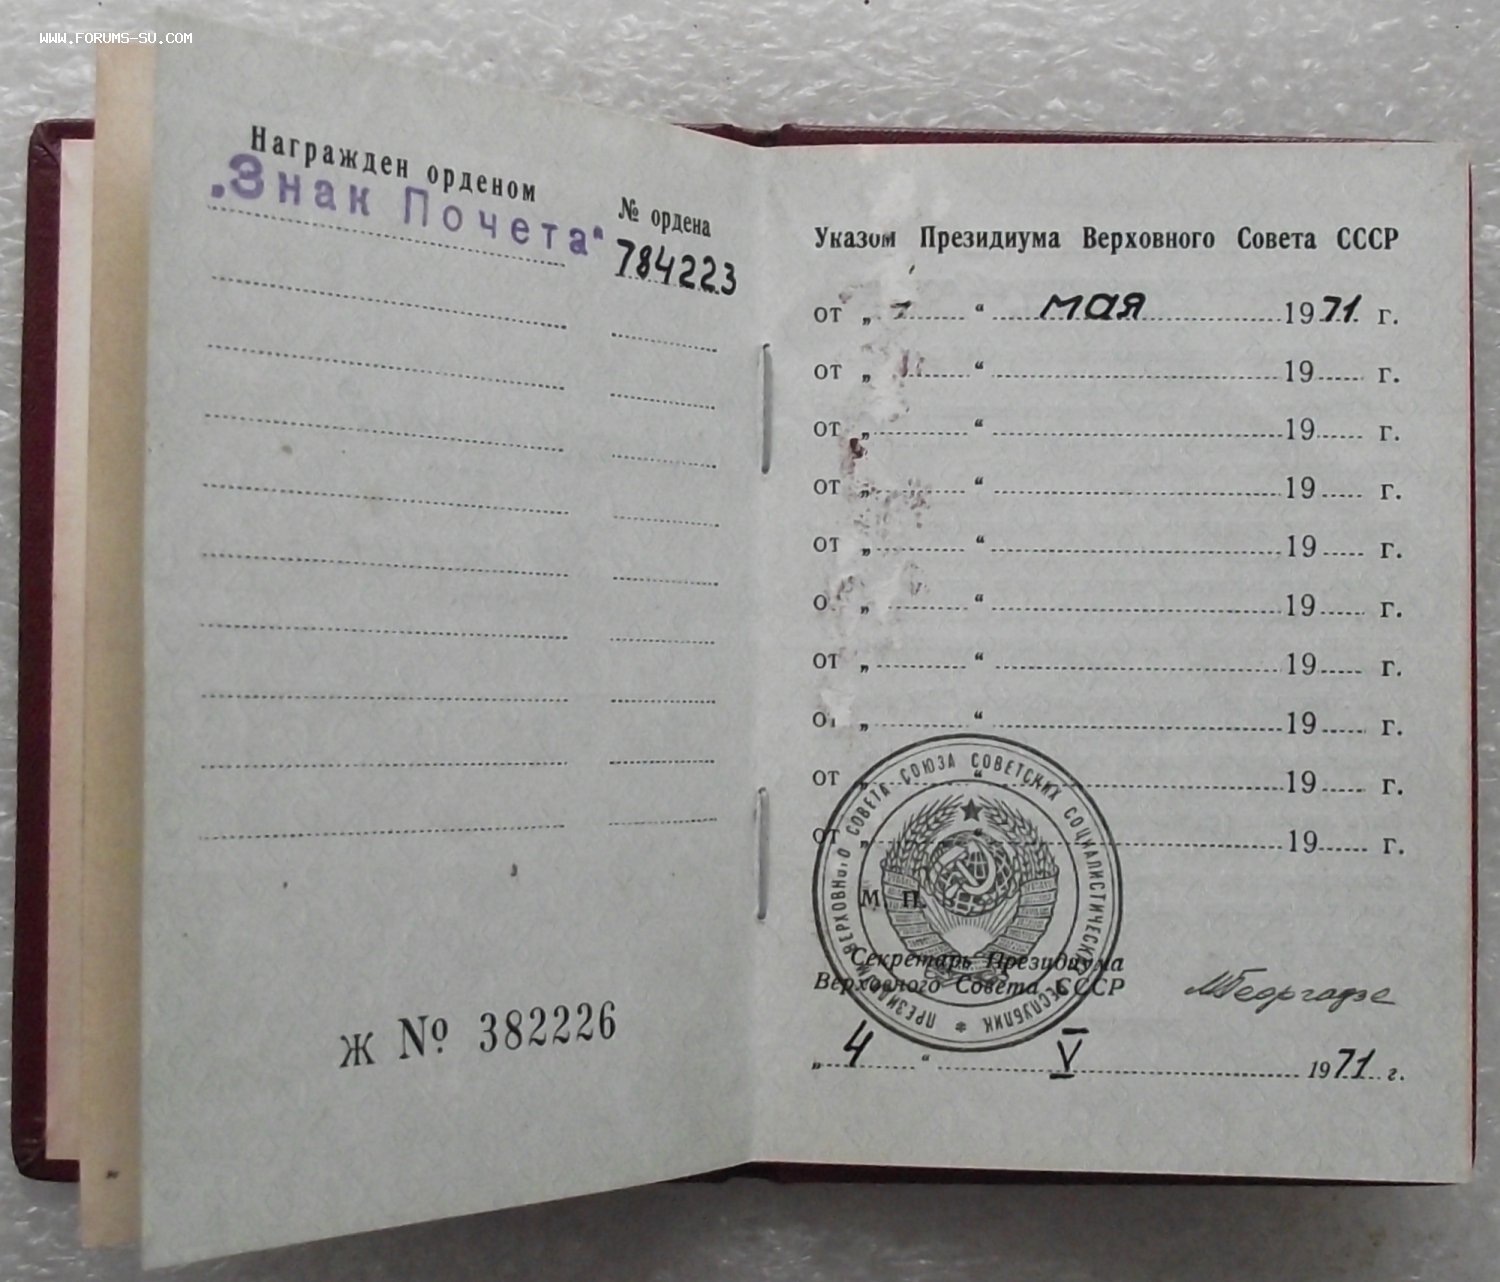 WWW.FORUMS-SU.COM
Награжден орденом
„Знак Почета“
№ ордена
784223
Ж № 382226
Указом Президиума Верховного Совета СССР
от „ “ мая 1971 г.
от „ “ 19 г.
от „ “ 19 г.
от „ “ 19 г.
от „ “ 19 г.
о „ “ 19 г.
от „ “ 19 г.
от „ “ 19 г.
от „ “ 19 г.
от „ “ 19 г.
ПРЕЗИДИУМ ВЕРХОВНОГО СОВЕТА СОЮЗА СОВЕТСКИХ СОЦИАЛИСТИЧЕСКИХ РЕСПУБЛИК
М. П.
Секретарь Президиума
Верховного Совета СССР
МГеоргадзе
„4“ V 1971 г.